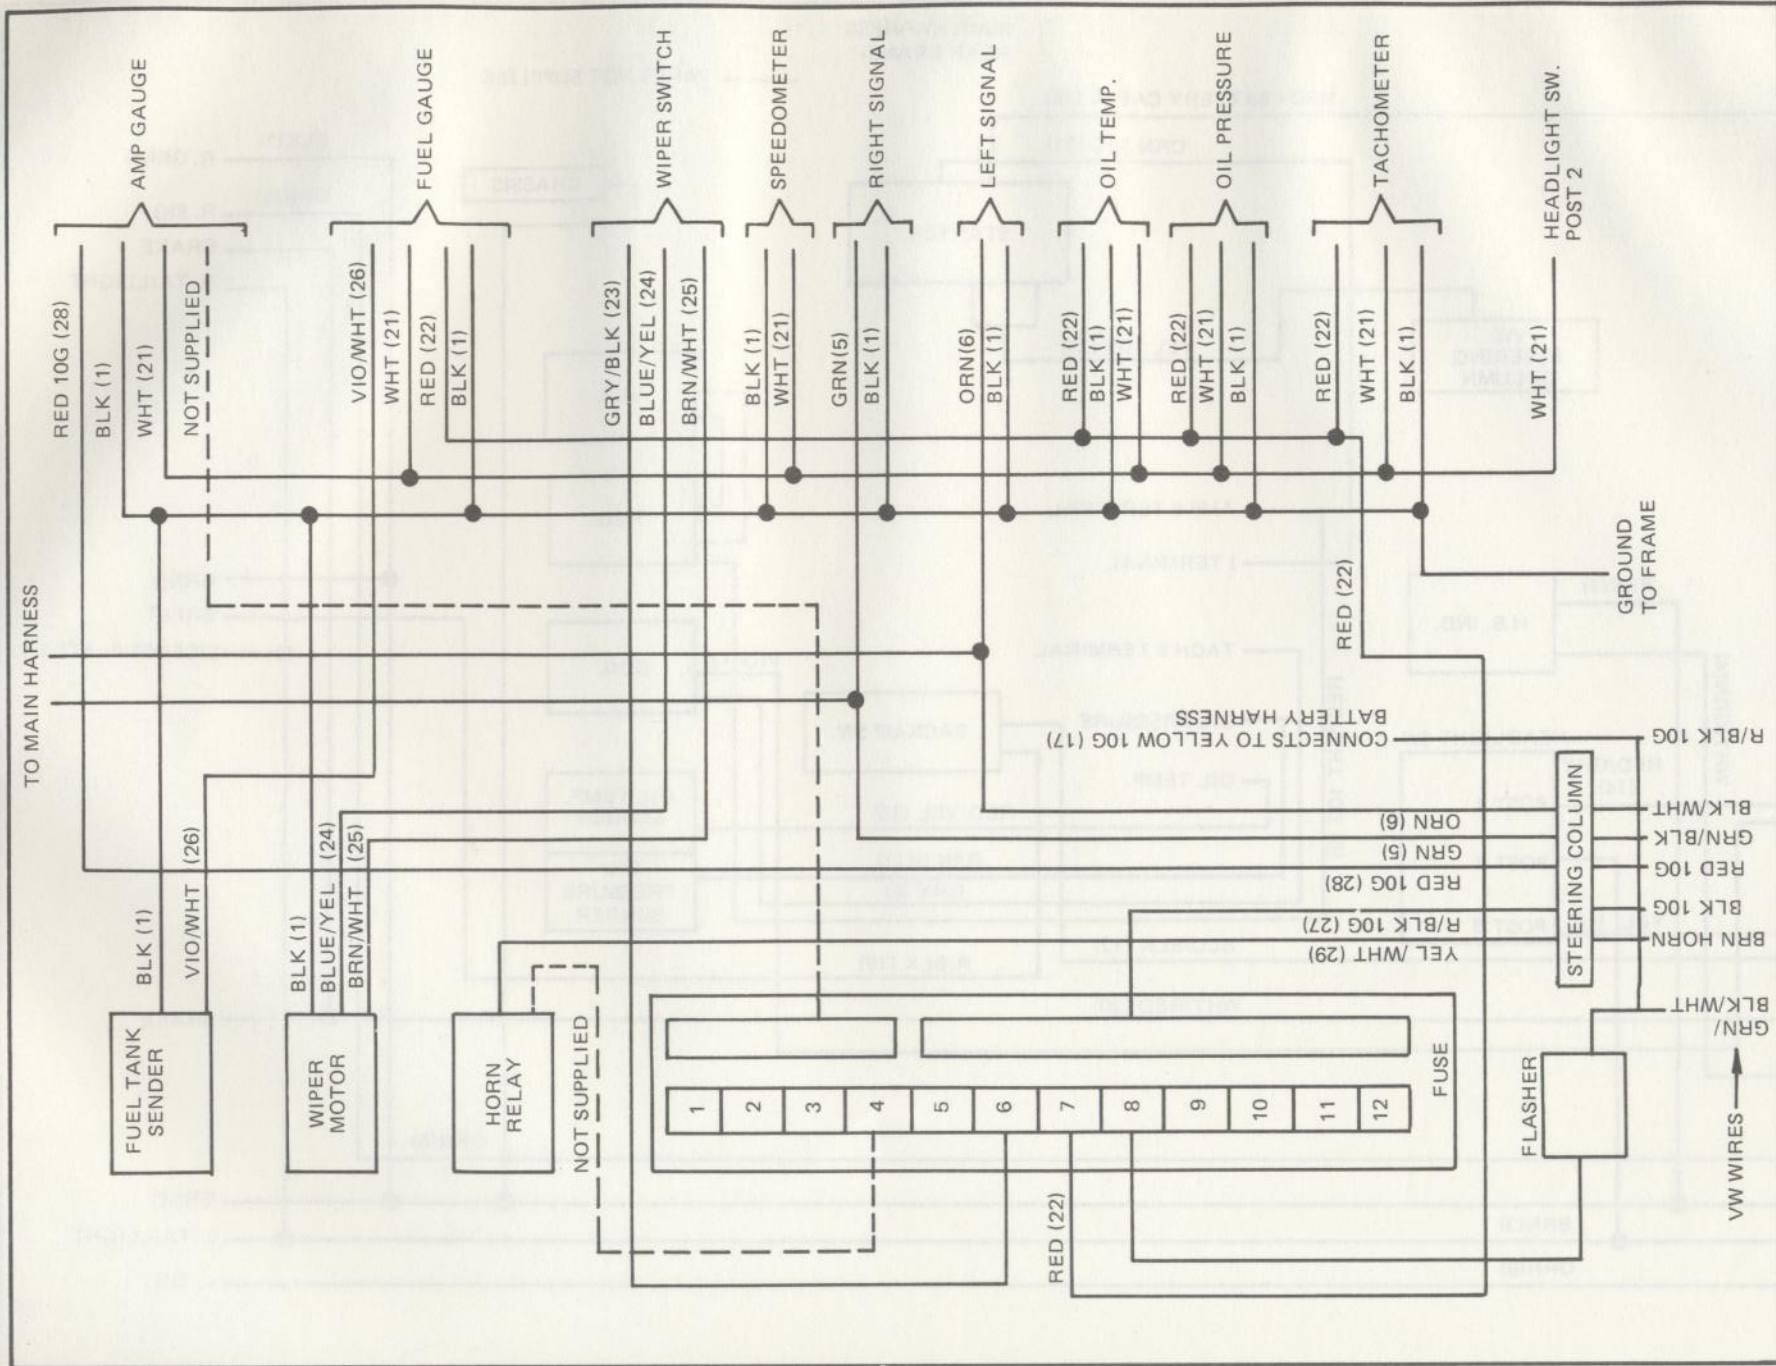 AMP GAUGE
FUEL GAUGE
WIPER SWITCH
SPEEDOMETER
RIGHT SIGNAL
LEFT SIGNAL
OIL TEMP.
OIL PRESSURE
TACHOMETER
HEADLIGHT SW.
POST 2
RED 10G (28)
BLK (1)
WHT (21)
NOT SUPPLIED
VIO/WHT (26)
WHT (21)
RED (22)
BLK (1)
GRY/BLK (23)
BLUE/YEL (24)
BRN/WHT (25)
BLK (1)
WHT (21)
GRN(5)
BLK (1)
ORN(6)
BLK (1)
RED (22)
BLK (1)
WHT (21)
RED (22)
WHT (21)
BLK (1)
RED (22)
WHT (21)
BLK (1)
WHT (21)
TO MAIN HARNESS
RED (22)
GROUND
TO FRAME
CONNECTS TO YELLOW 10G (17)
BATTERY HARNESS
BLK (1)
VIO/WHT (26)
BLK (1)
BLUE/YEL (24)
BRN/WHT (25)
ORN (6)
GRN (5)
RED 10G (28)
R/BLK 10G (27)
YEL /WHT (29)
STEERING COLUMN
R/BLK 10G
BLK/WHT
GRN/BLK
RED 10G
BLK 10G
BRN HORN
GRN/
BLK/WHT
FUEL TANK
SENDER
WIPER
MOTOR
HORN
RELAY
NOT SUPPLIED
1
2
3
4
5
6
7
8
9
10
11
12
FUSE
FLASHER
RED (22)
VW WIRES